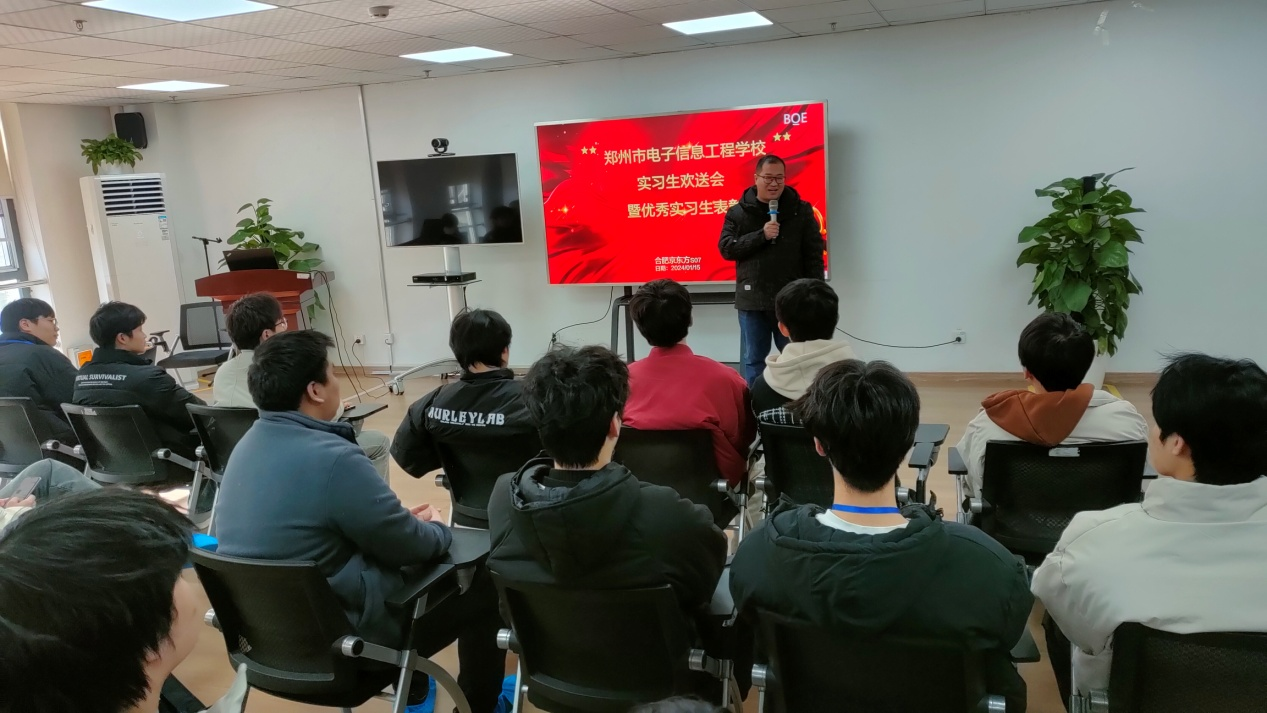 BOE
郑州市电子信息工程学校
实习生欢送会
暨优秀实习生表
合肥京东方S07
日期：2024/01/15
SURVIVALIST